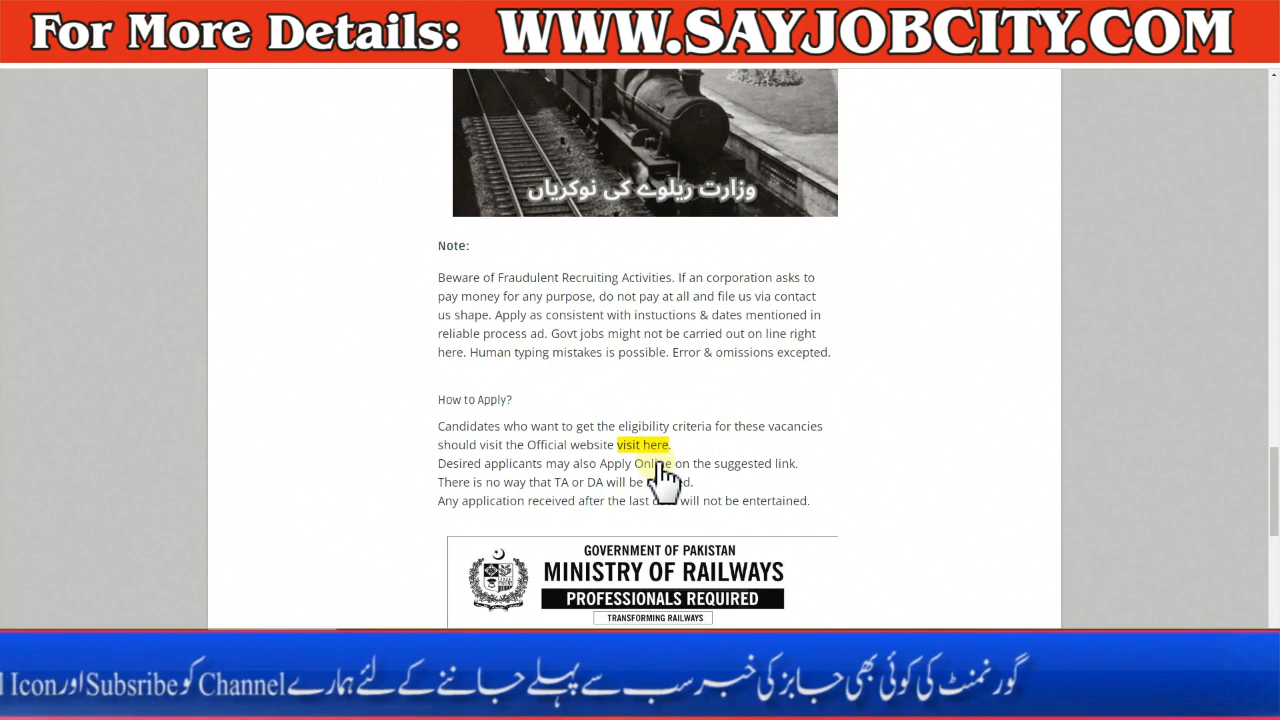 For More Details: WWW.SAYJOBCITY.COM
وزارت ریلوے کی نوکریاں
Note:
Beware of Fraudulent Recruiting Activities. If an corporation asks to
pay money for any purpose, do not pay at all and file us via contact
us shape. Apply as consistent with instuctions & dates mentioned in
reliable process ad. Govt jobs might not be carried out on line right
here. Human typing mistakes is possible. Error & omissions excepted.
How to Apply?
Candidates who want to get the eligibility criteria for these vacancies
should visit the Official website visit here.
Desired applicants may also Apply Online on the suggested link.
There is no way that TA or DA will be
Any application received after the last date will not be entertained.
GOVERNMENT OF PAKISTAN
MINISTRY OF RAILWAYS
PROFESSIONALS REQUIRED
TRANSFORMING RAILWAYS
گورنمنٹ کی کوئی بھی جابز کی خبر سب سے پہلے جاننے کے لئے ہمارے Channel کو Subsribe اور Icon